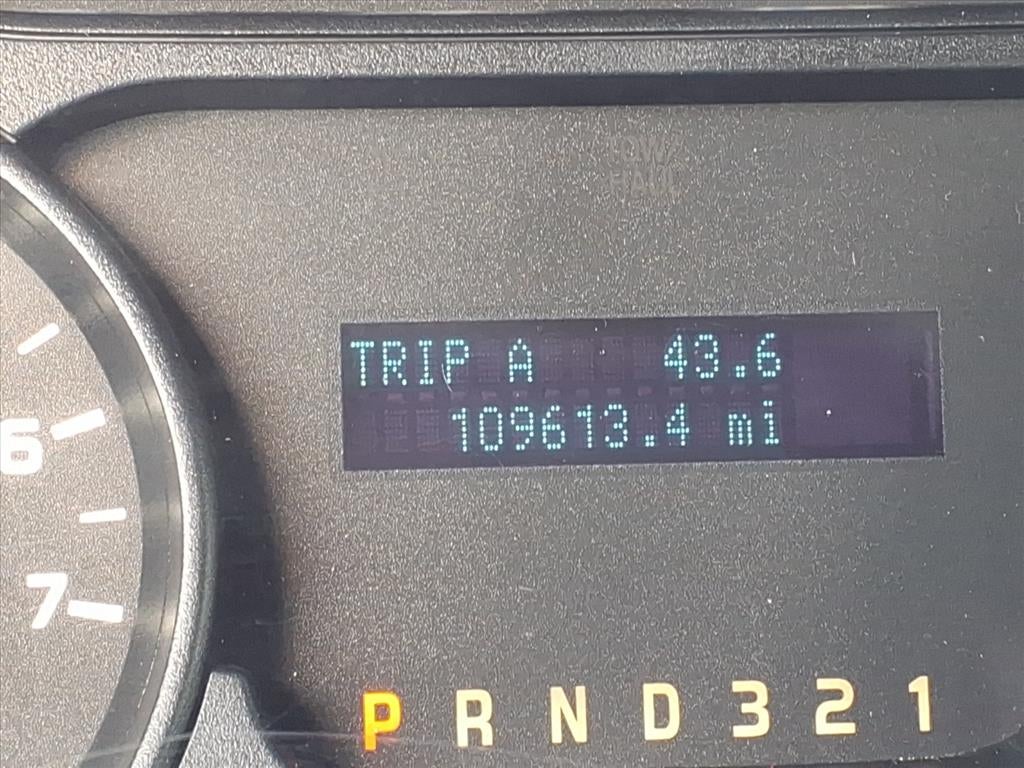 TOW/
HAUL
TRIP A 43.6
109613.4 mi
6
7
P R N D 3 2 1